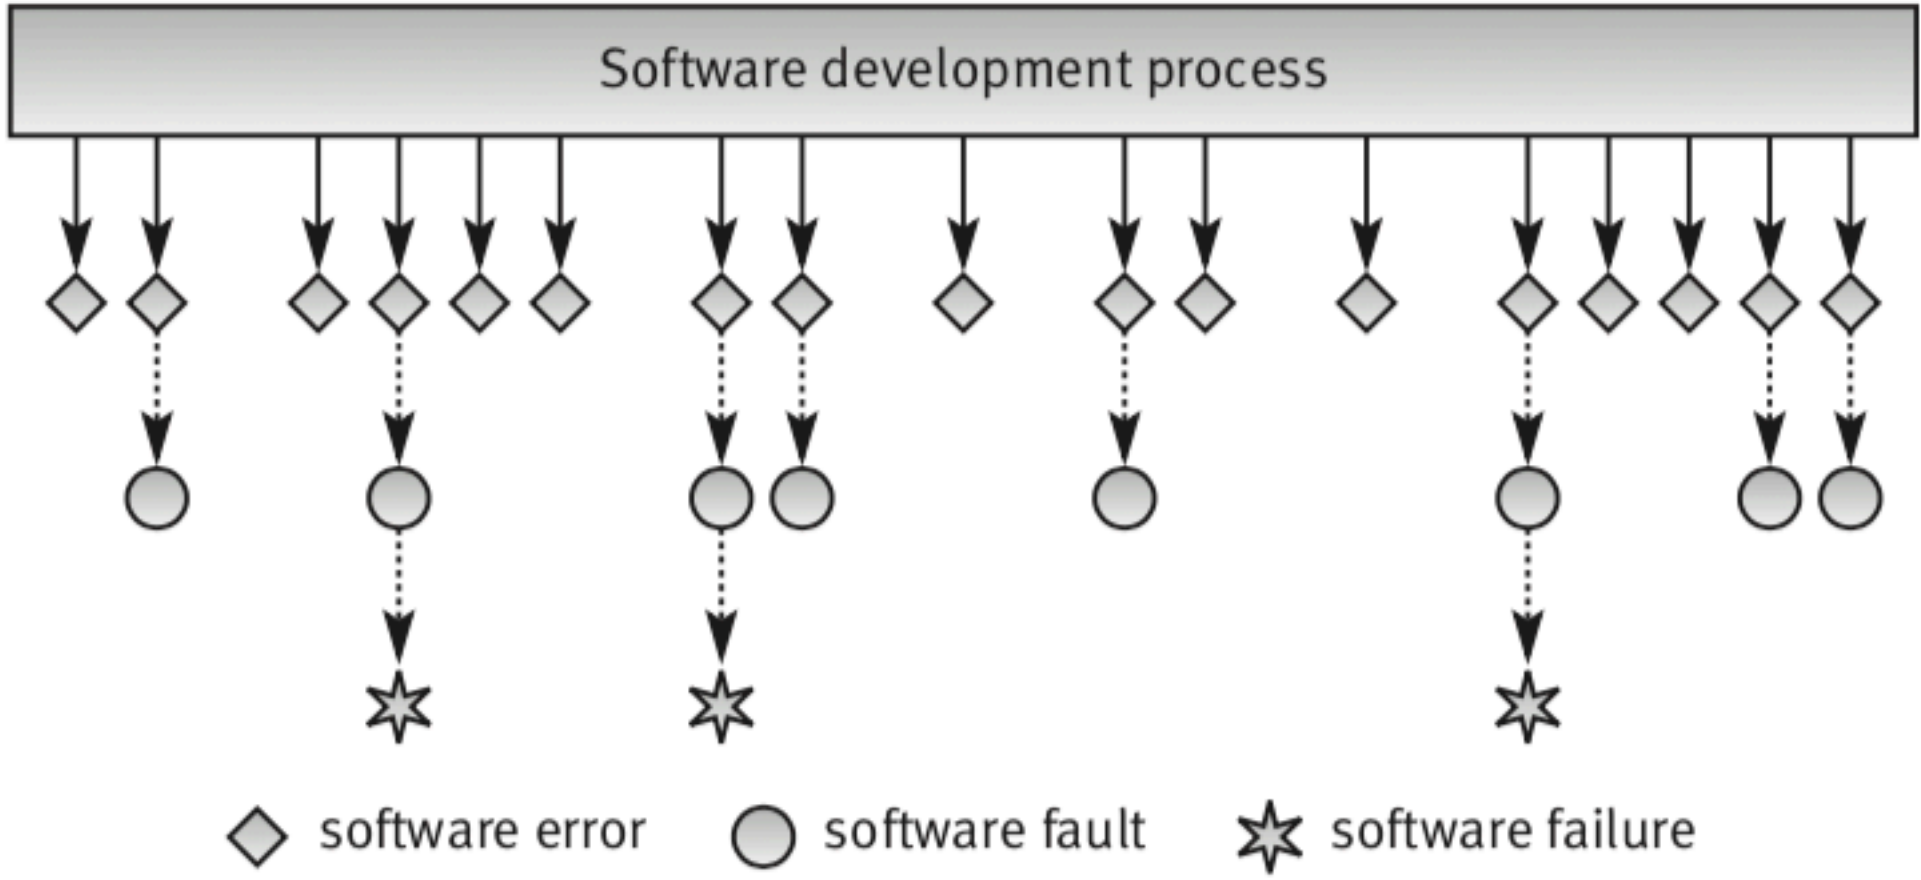 Software development process
software error
software fault
software failure